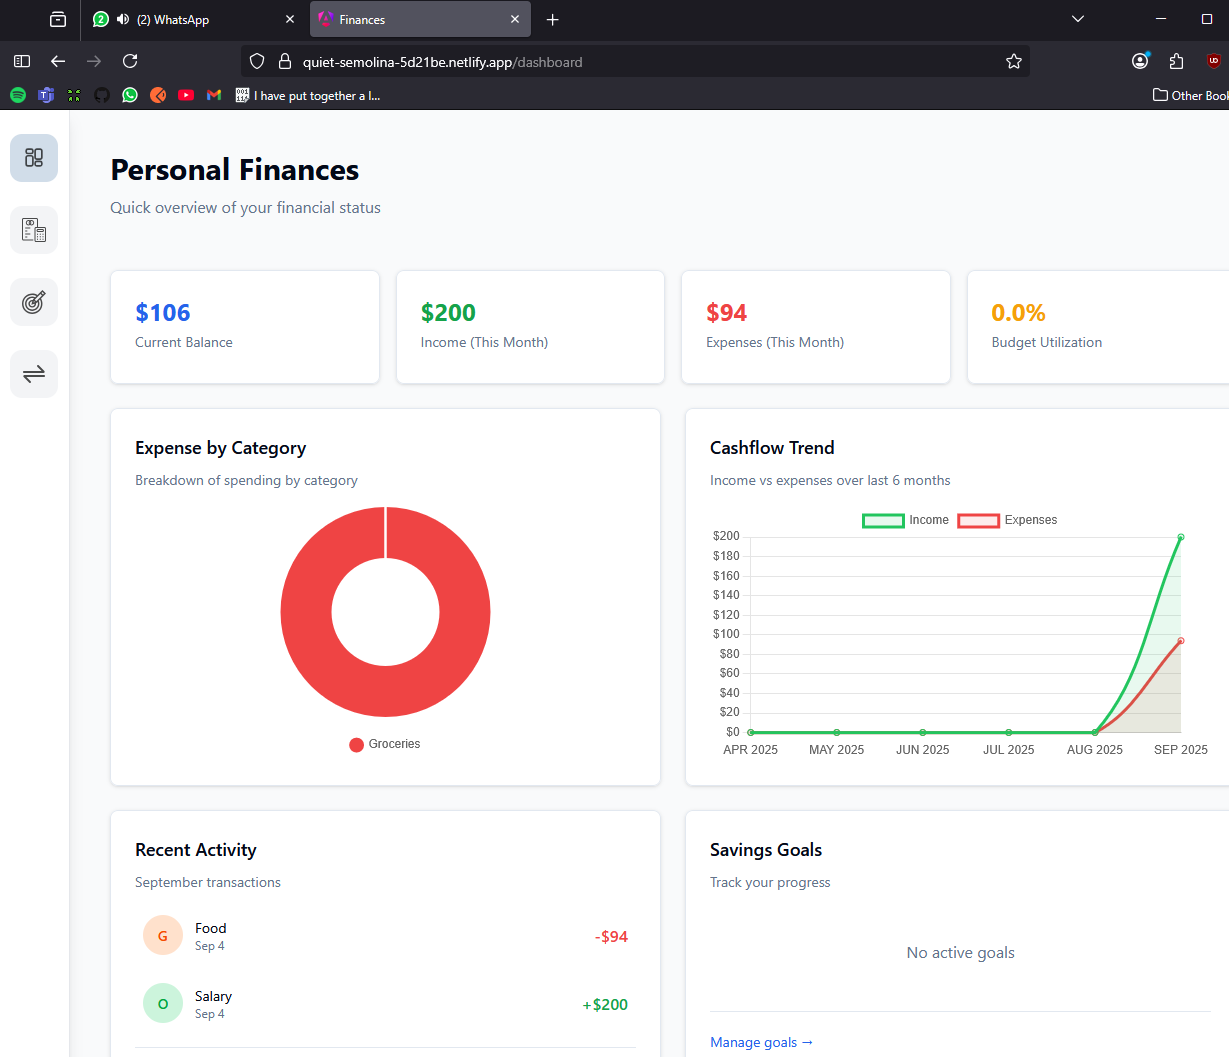 (2) WhatsApp
Finances
quiet-semolina-5d21be.netlify.app/dashboard
I have put together a l...
Other Book
Personal Finances
Quick overview of your financial status
$106
Current Balance
$200
Income (This Month)
$94
Expenses (This Month)
0.0%
Budget Utilization
Expense by Category
Breakdown of spending by category
Groceries
Cashflow Trend
Income vs expenses over last 6 months
Income
Expenses
$200
$180
$160
$140
$120
$100
$80
$60
$40
$20
$0
APR 2025 MAY 2025 JUN 2025 JUL 2025 AUG 2025 SEP 2025
Recent Activity
September transactions
G
Food
Sep 4
-$94
O
Salary
Sep 4
+$200
Savings Goals
Track your progress
No active goals
Manage goals →